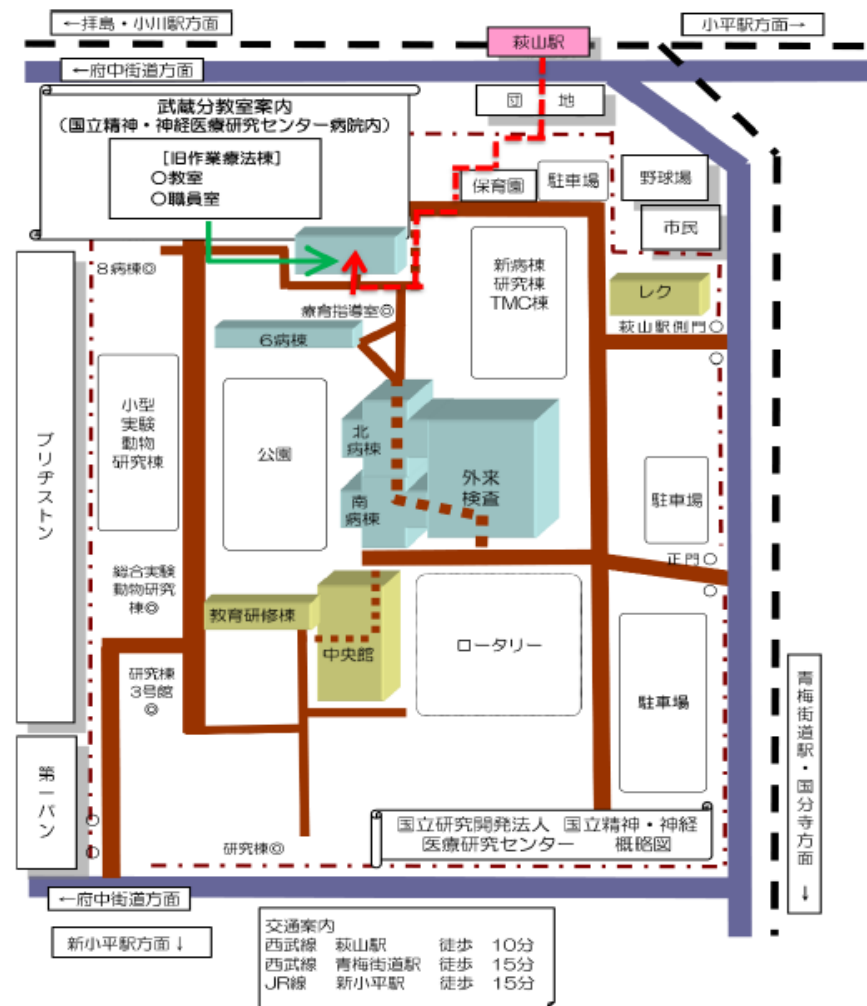 ←拝島・小川駅方面
小平駅方面→
萩山駅
←府中街道方面
団　地
武蔵分教室案内
（国立精神・神経医療研究センター病院内）
［旧作業療法棟］
○教室
○職員室
保育園
駐車場
野球場
市民
8病棟◎
新病棟
研究棟
TMC棟
レク
療育指導室◎
萩山駅側門○
○
6病棟
ブリヂストン
小型
実験
動物
研究棟
公園
北
病棟
外来
検査
南
病棟
駐車場
正門○
○
総合実験
動物研究
棟◎
教育研修棟
中央館
ロータリー
研究棟
3号館
◎
駐車場
青梅街道駅・国分寺方面↓
第一パン
○
○
国立研究開発法人　国立精神・神経
医療研究センター　　概略図
研究棟◎
←府中街道方面
新小平駅方面↓
交通案内
西武線　萩山駅　　　徒歩　10分
西武線　青梅街道駅　徒歩　15分
JR線　新小平駅　　徒歩　15分